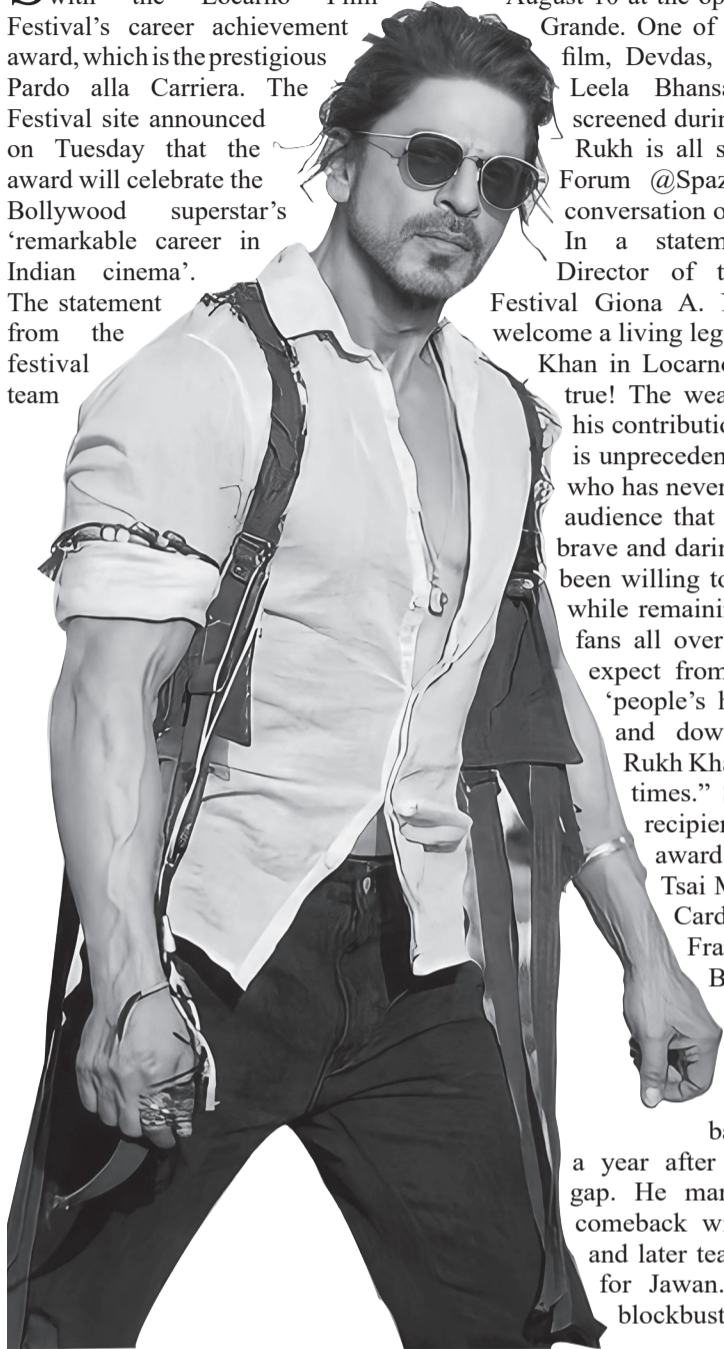 with the Locarno Film
Festival's career achievement
award, which is the prestigious
Pardo alla Carriera. The
Festival site announced
on Tuesday that the
award will celebrate the
Bollywood superstar's
‘remarkable career in
Indian cinema’.
The statement
from the
festival
team
August 10 at the op
Grande. One of
film, Devdas,
Leela Bhansa
screened durin
Rukh is all s
Forum @Spaz
conversation o
In a statem
Director of t
Festival Giona A.
welcome a living leg
Khan in Locarno
true! The wea
his contributio
is unpreceden
who has never
audience that
brave and darin
been willing to
while remaini
fans all over
expect from
‘people's h
and dow
Rukh Kha
times.”
recipien
award
Tsai M
Card
Fra
B
ba
a year after
gap. He mar
comeback wi
and later tea
for Jawan.
blockbust